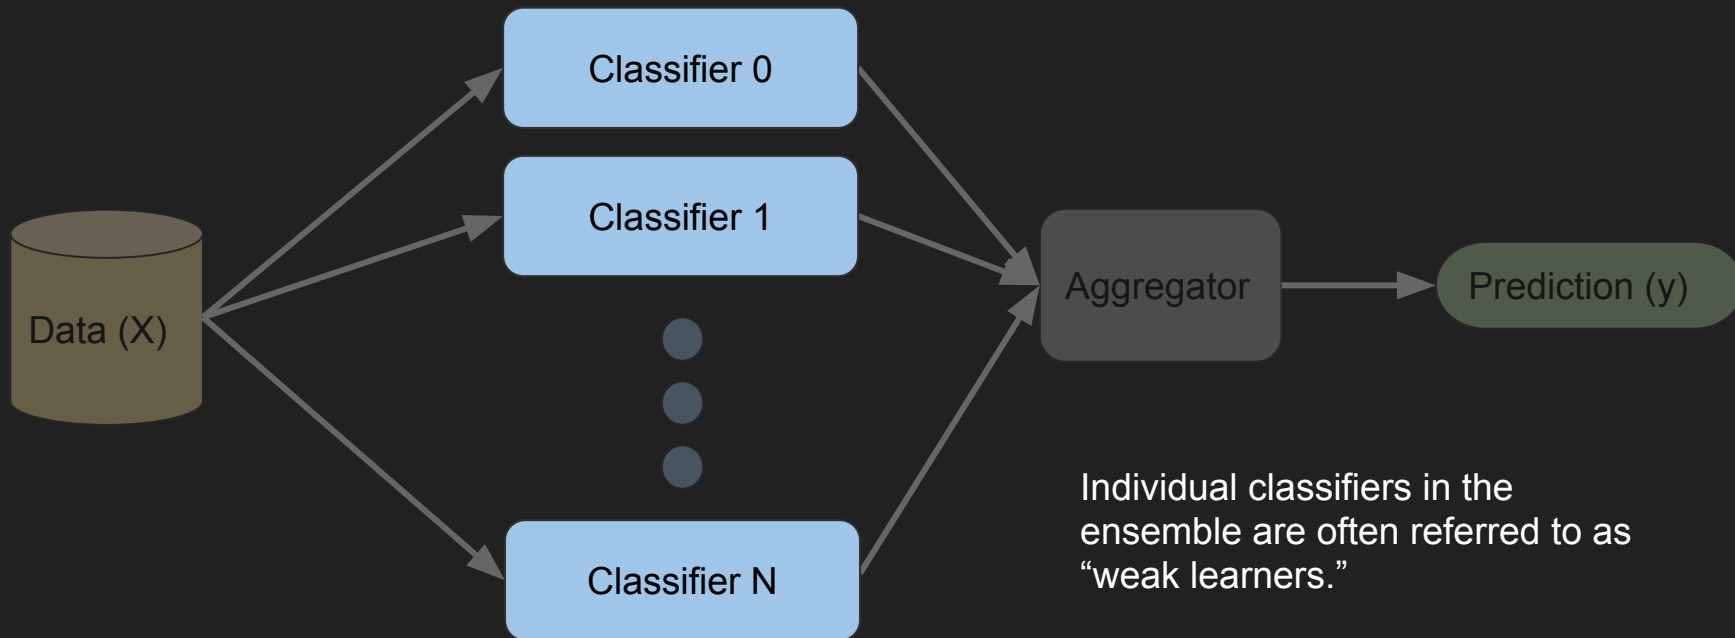 Classifier 0
Classifier 1
Data (X)
Aggregator
Prediction (y)
Classifier N
Individual classifiers in the
ensemble are often referred to as
“weak learners.”